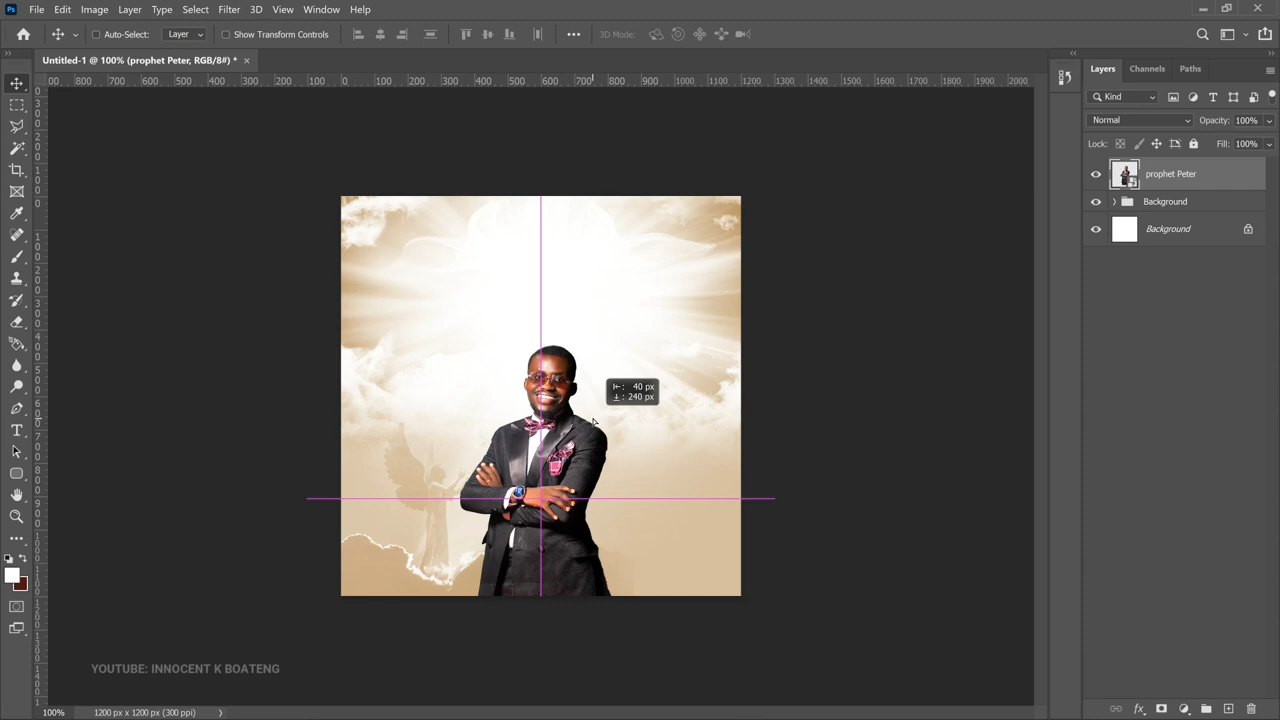 Ps File Edit Image Layer Type Select Filter 3D View Window Help
Auto-Select: Layer Show Transform Controls 3D Mode:
Untitled-1 @ 100% (prophet Peter, RGB/8#) * ×
00 800 700 600 500 400 300 200 100 0 100 200 300 400 500 600 700 800 900 1000 1100 1200 1300 1400 1500 1600 1700 1800 1900 2000
Layers Channels Paths
Kind
Normal Opacity: 100%
Lock: Fill: 100%
prophet Peter
Background
Background
40 px
240 px
YOUTUBE: INNOCENT K BOATENG
100% 1200 px x 1200 px (300 ppi)